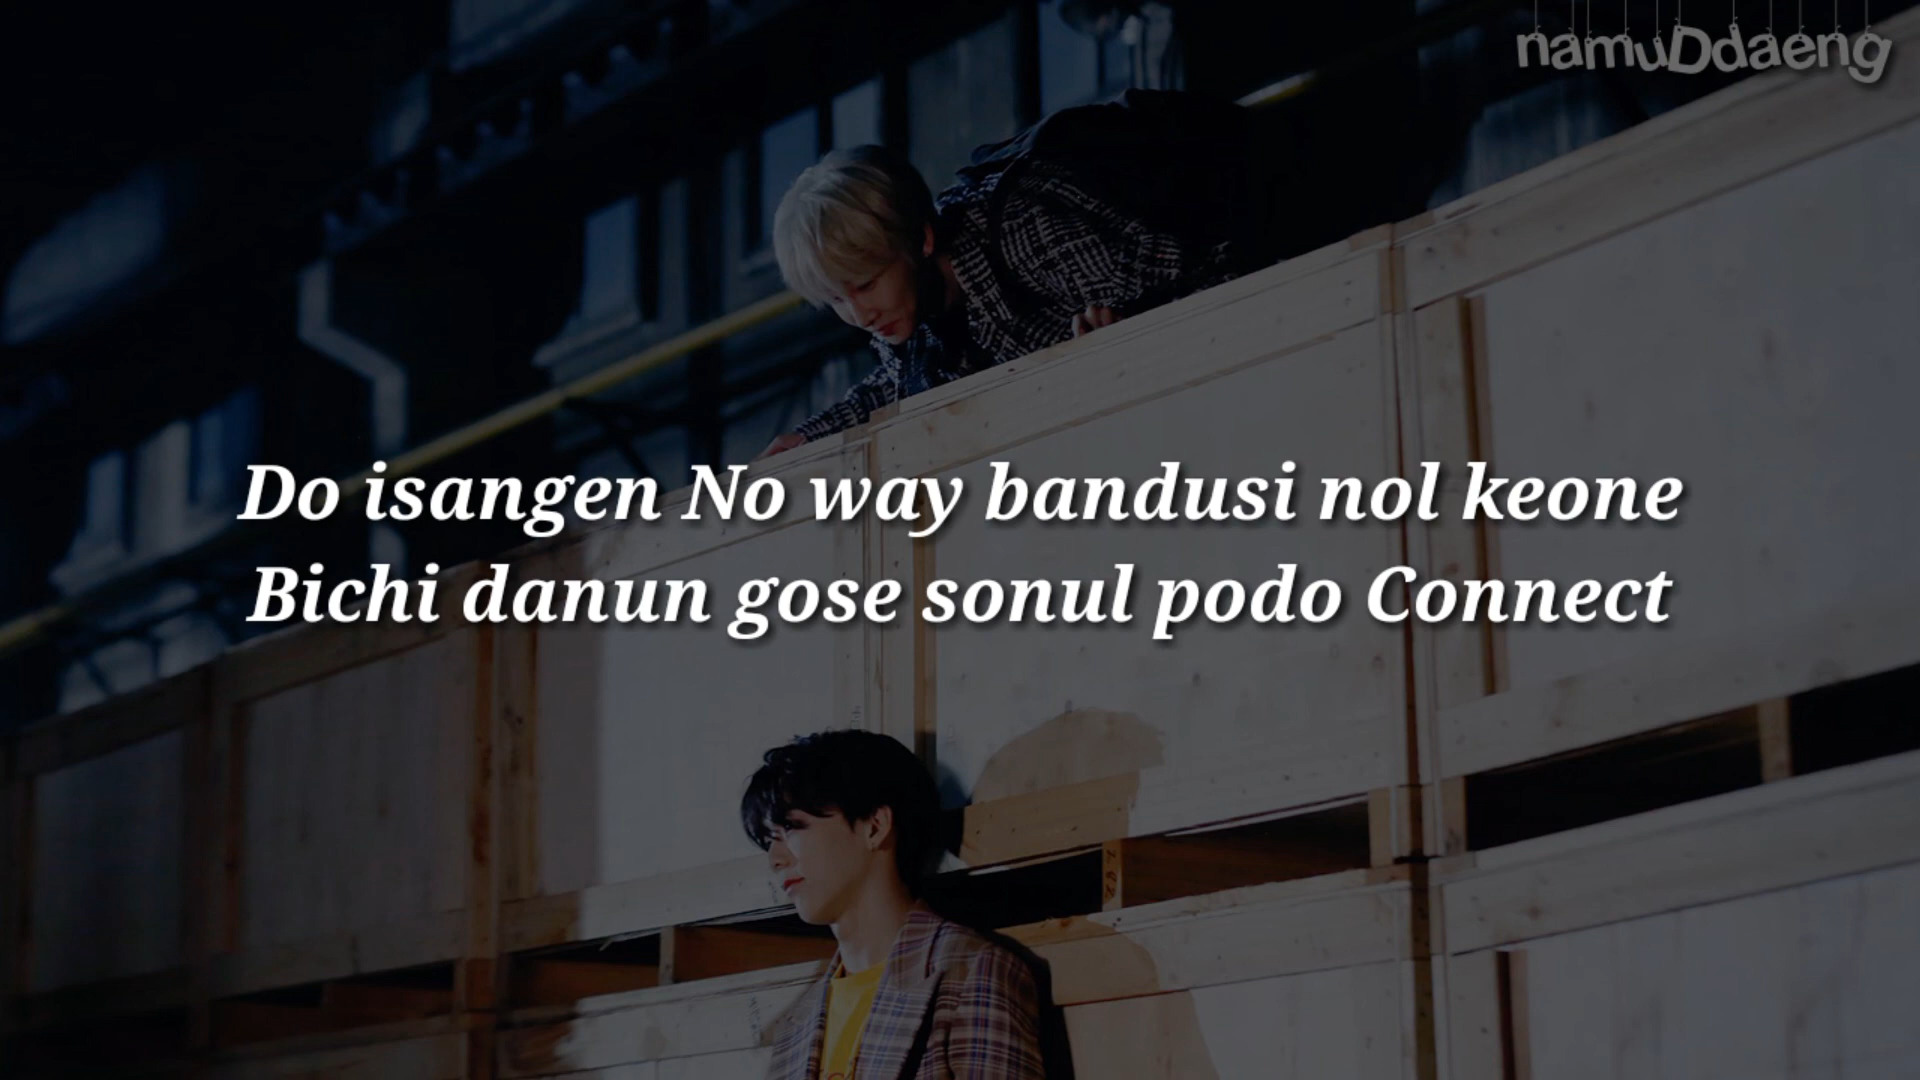 namuDdaeng
Do isangen No way bandusi nol keone
Bichi danun gose sonul podo Connect